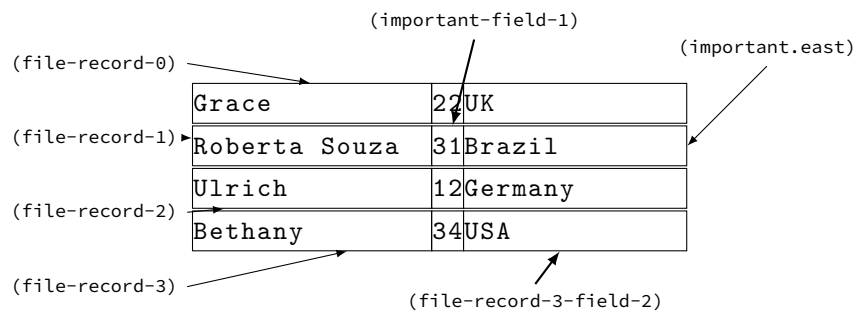 (important-field-1)
(important.east)
(file-record-0)
Grace 22 UK
(file-record-1)
Roberta Souza 31 Brazil
Ulrich 12 Germany
(file-record-2)
Bethany 34 USA
(file-record-3)
(file-record-3-field-2)